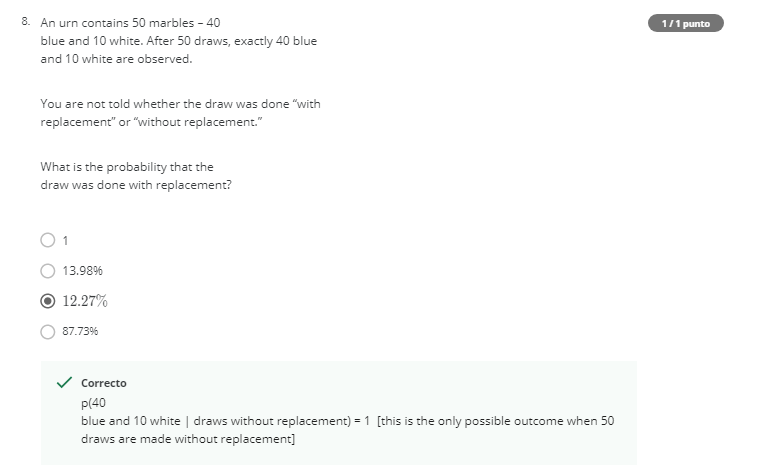 8. An urn contains 50 marbles – 40
blue and 10 white. After 50 draws, exactly 40 blue
and 10 white are observed.
1 / 1 punto
You are not told whether the draw was done “with
replacement” or “without replacement.”
What is the probability that the
draw was done with replacement?
1
13.98%
12.27%
87.73%
Correcto
p(40
blue and 10 white | draws without replacement) = 1 [this is the only possible outcome when 50
draws are made without replacement]